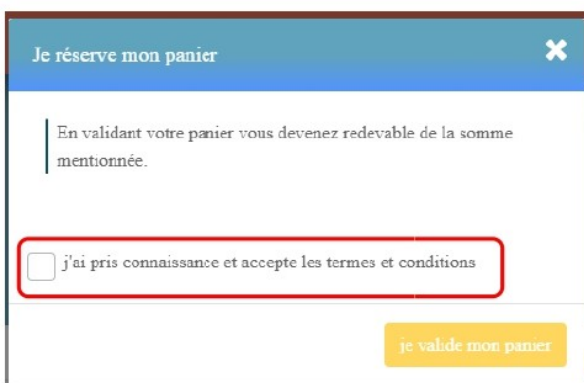 Je réserve mon panier
En validant votre panier vous devenez redevable de la somme
mentionnée.
j'ai pris connaissance et accepte les termes et conditions
je valide mon panier